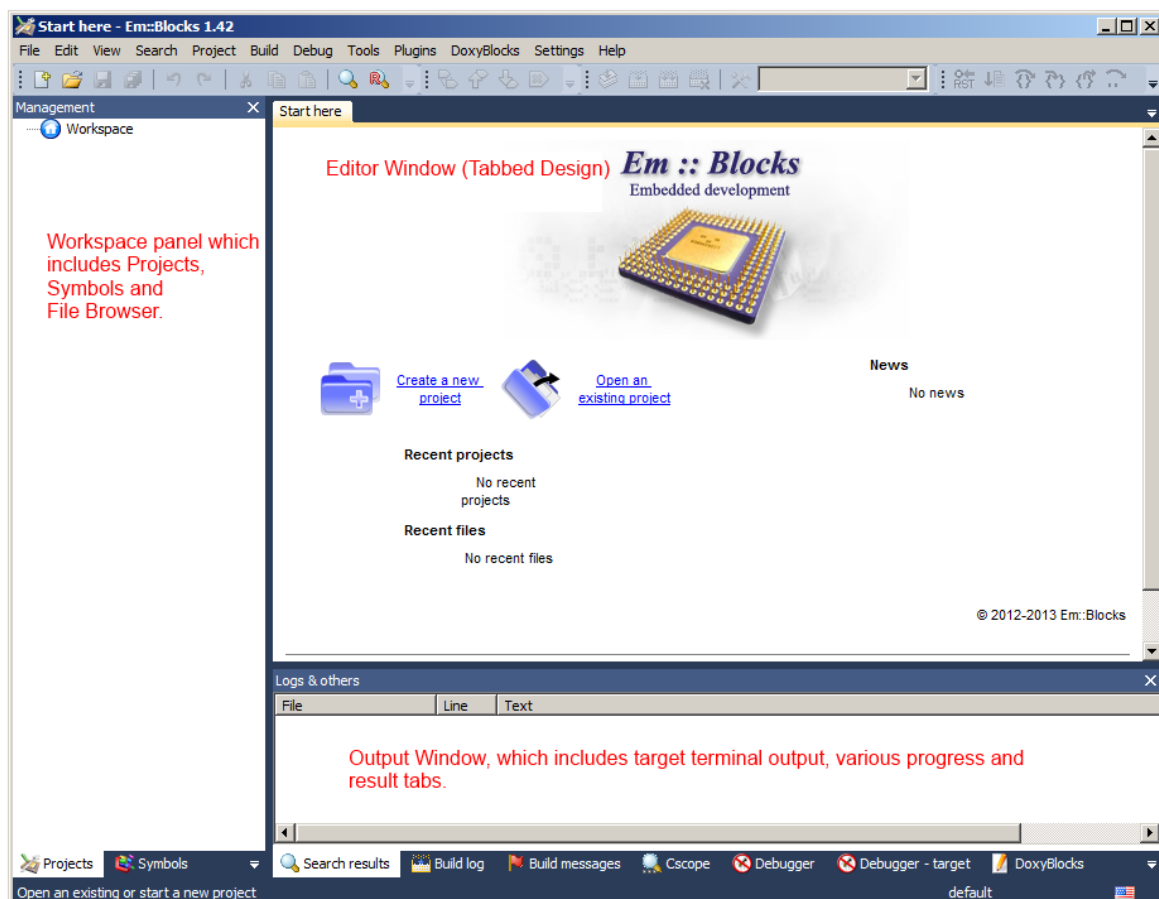 Start here - Em::Blocks 1.42
File Edit View Search Project Build Debug Tools Plugins DoxyBlocks Settings Help
Management
Start here
Workspace
Editor Window (Tabbed Design)
Em :: Blocks
Embedded development
Workspace panel which
includes Projects,
Symbols and
File Browser.
Create a new
project
Open an
existing project
News
No news
Recent projects
No recent
projects
Recent files
No recent files
© 2012-2013 Em::Blocks
Logs & others
File Line Text
Output Window, which includes target terminal output, various progress and
result tabs.
Projects Symbols
Search results Build log Build messages Cscope Debugger Debugger - target DoxyBlocks
Open an existing or start a new project
default